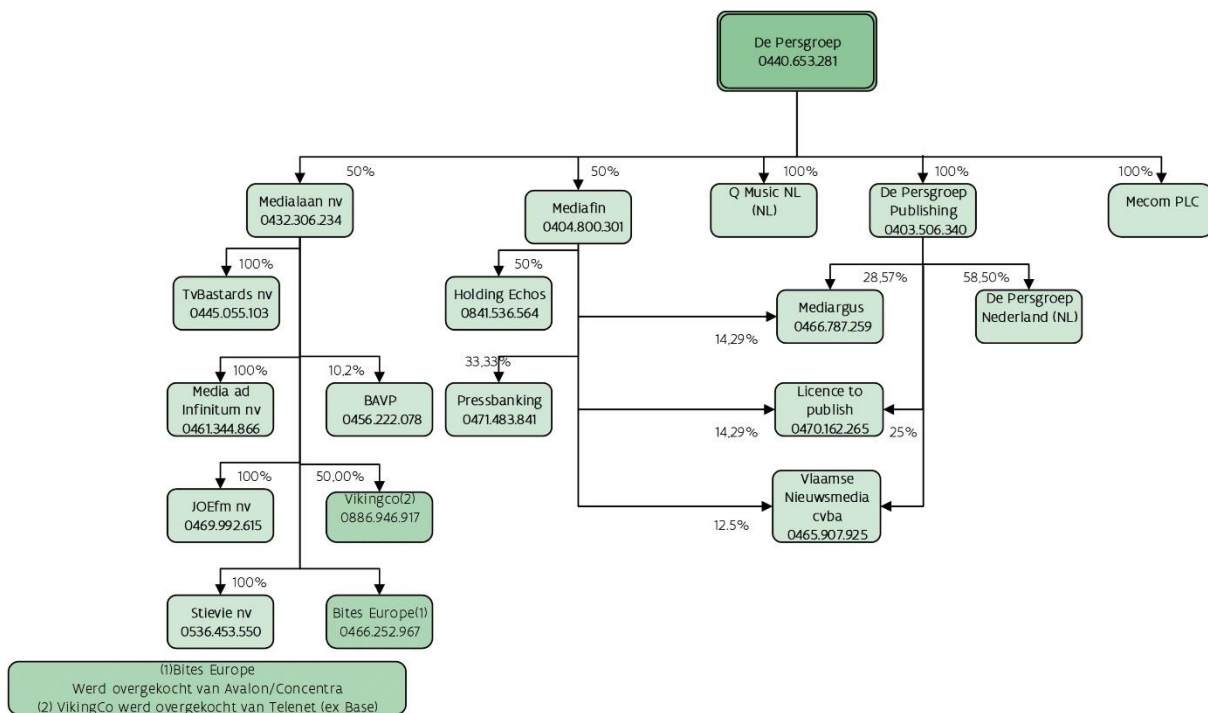 De Persgroep
0440.653.281
50%
50%
100%
100%
100%
Medialaan nv
0432.306.234
Mediafin
0404.800.301
Q Music NL
(NL)
De Persgroep
Publishing
0403.506.340
Mecom PLC
100%
50%
28,57%
58,50%
TvBastards nv
0445.055.103
Holding Echos
0841.536.564
Mediargus
0466.787.259
De Persgroep
Nederland (NL)
14,29%
100%
10,2%
33,33%
Media ad
Infinitum nv
0461.344.866
BAVP
0456.222.078
Pressbanking
0471.483.841
Licence to
publish
0470.162.265
14,29%
25%
100%
50,00%
JOEfm nv
0469.992.615
Vikingco(2)
0886.946.917
Vlaamse
Nieuwsmedia
cvba
0465.907.925
12.5%
100%
Stievie nv
0536.453.550
Bites Europe(1)
0466.252.967
(1)Bites Europe
Werd overgekocht van Avalon/Concentra
(2) VikingCo werd overgekocht van Telenet (ex Base)